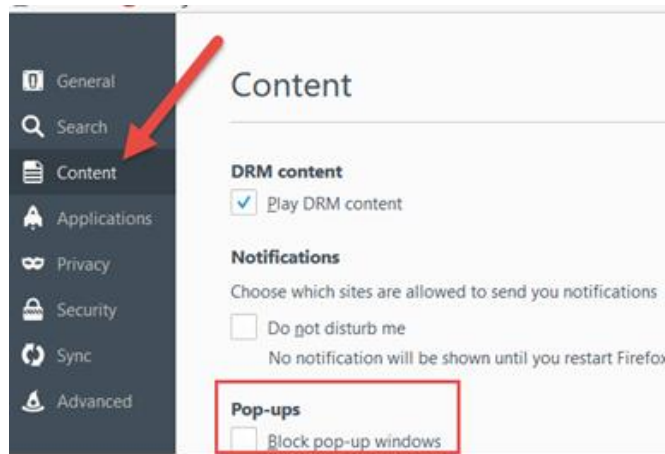 General
Search
Content
Applications
Privacy
Security
Sync
Advanced
Content
DRM content
Play DRM content
Notifications
Choose which sites are allowed to send you notifications
Do not disturb me
No notification will be shown until you restart Firefox
Pop-ups
Block pop-up windows